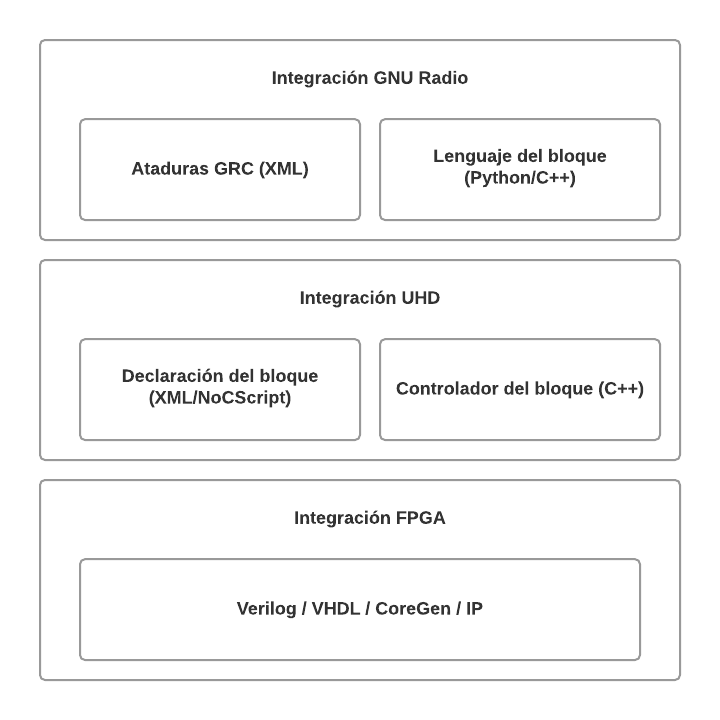 Integración GNU Radio
Ataduras GRC (XML)
Lenguaje del bloque
(Python/C++)
Integración UHD
Declaración del bloque
(XML/NoCScript)
Controlador del bloque (C++)
Integración FPGA
Verilog / VHDL / CoreGen / IP